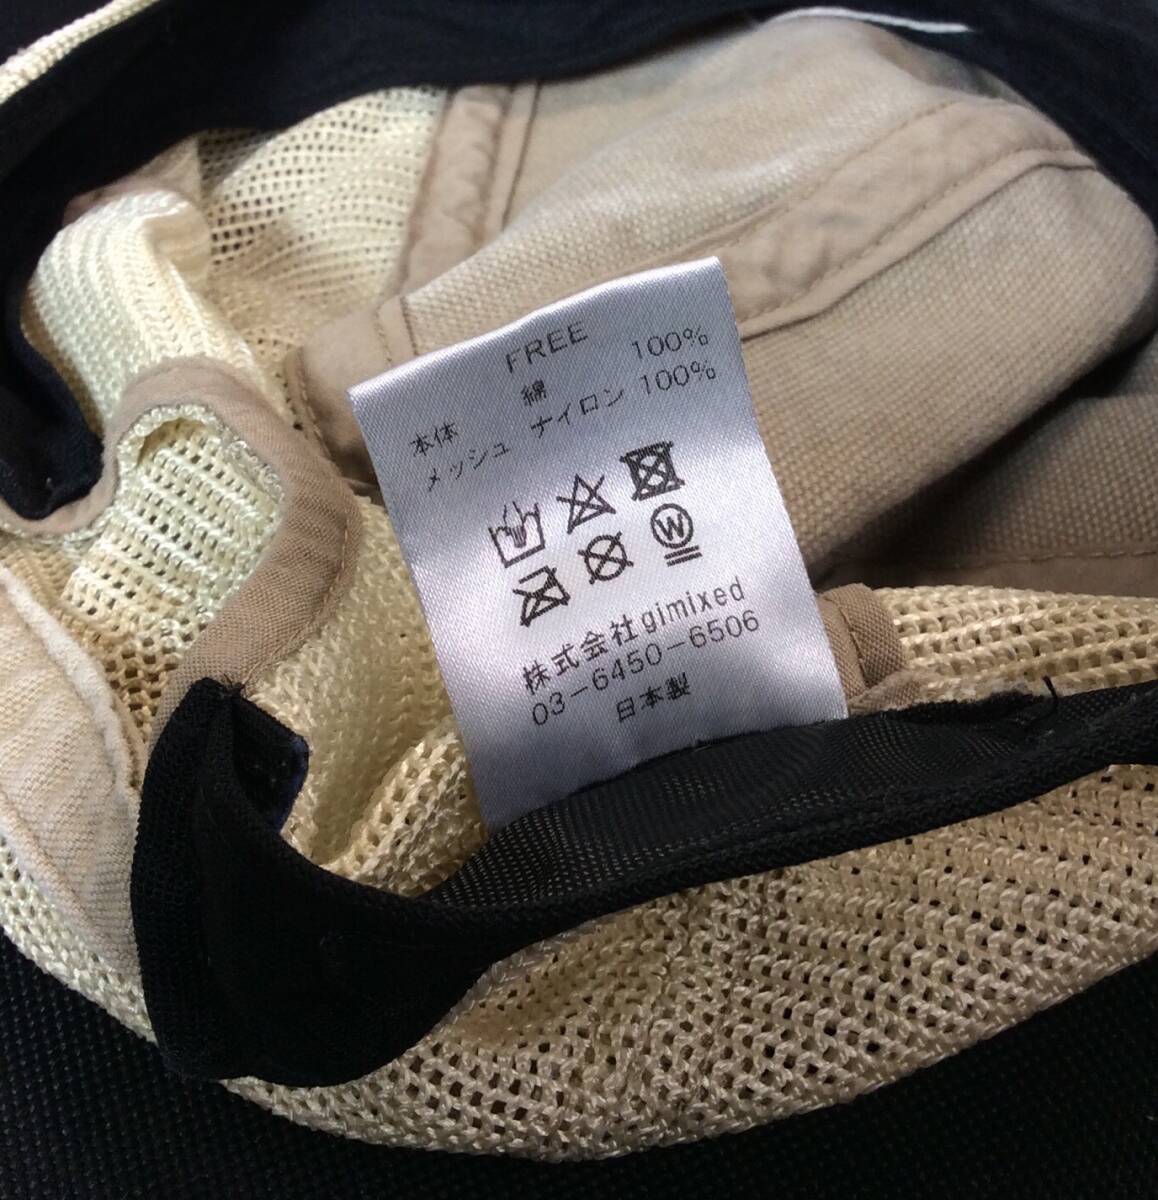 FREE
本体 綿 100%
メッシュ ナイロン 100%
W
株式会社gimixed
03-6450-6506
日本製